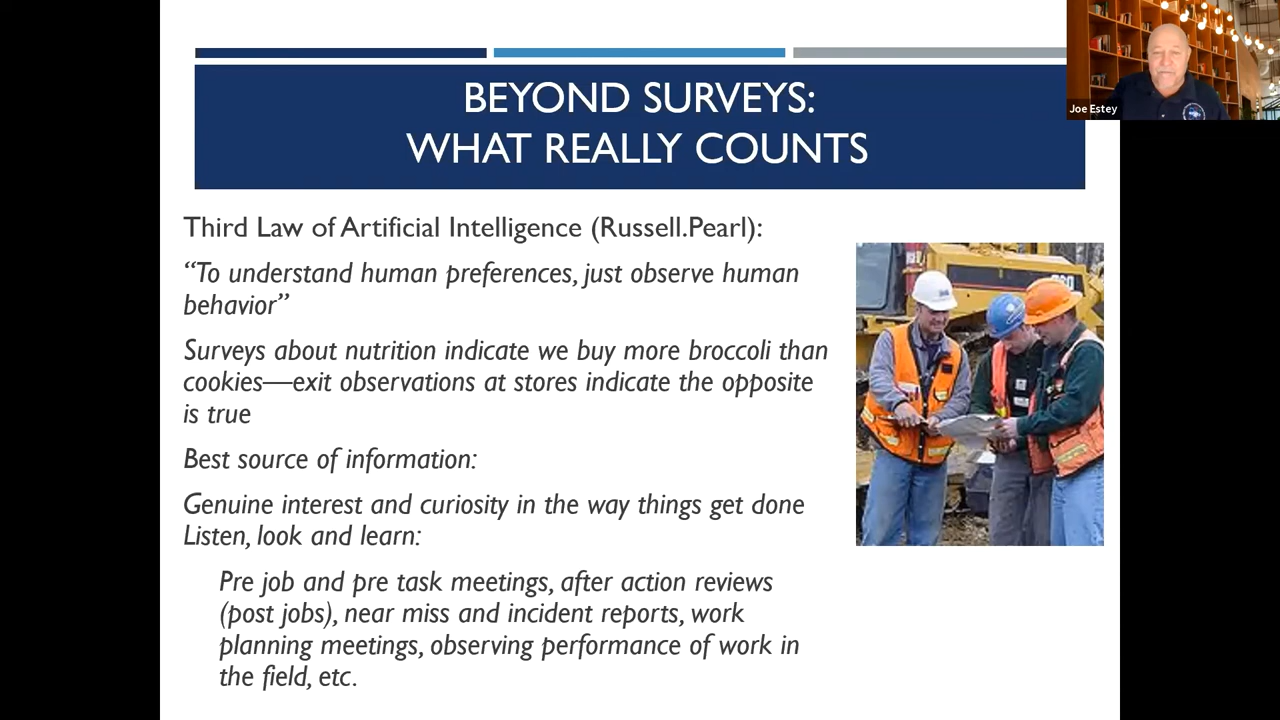 BEYOND SURVEYS:
WHAT REALLY COUNTS
Joe Estey
Third Law of Artificial Intelligence (Russell.Pearl):
“To understand human preferences, just observe human
behavior”
Surveys about nutrition indicate we buy more broccoli than
cookies—exit observations at stores indicate the opposite
is true
Best source of information:
Genuine interest and curiosity in the way things get done
Listen, look and learn:
Pre job and pre task meetings, after action reviews
(post jobs), near miss and incident reports, work
planning meetings, observing performance of work in
the field, etc.